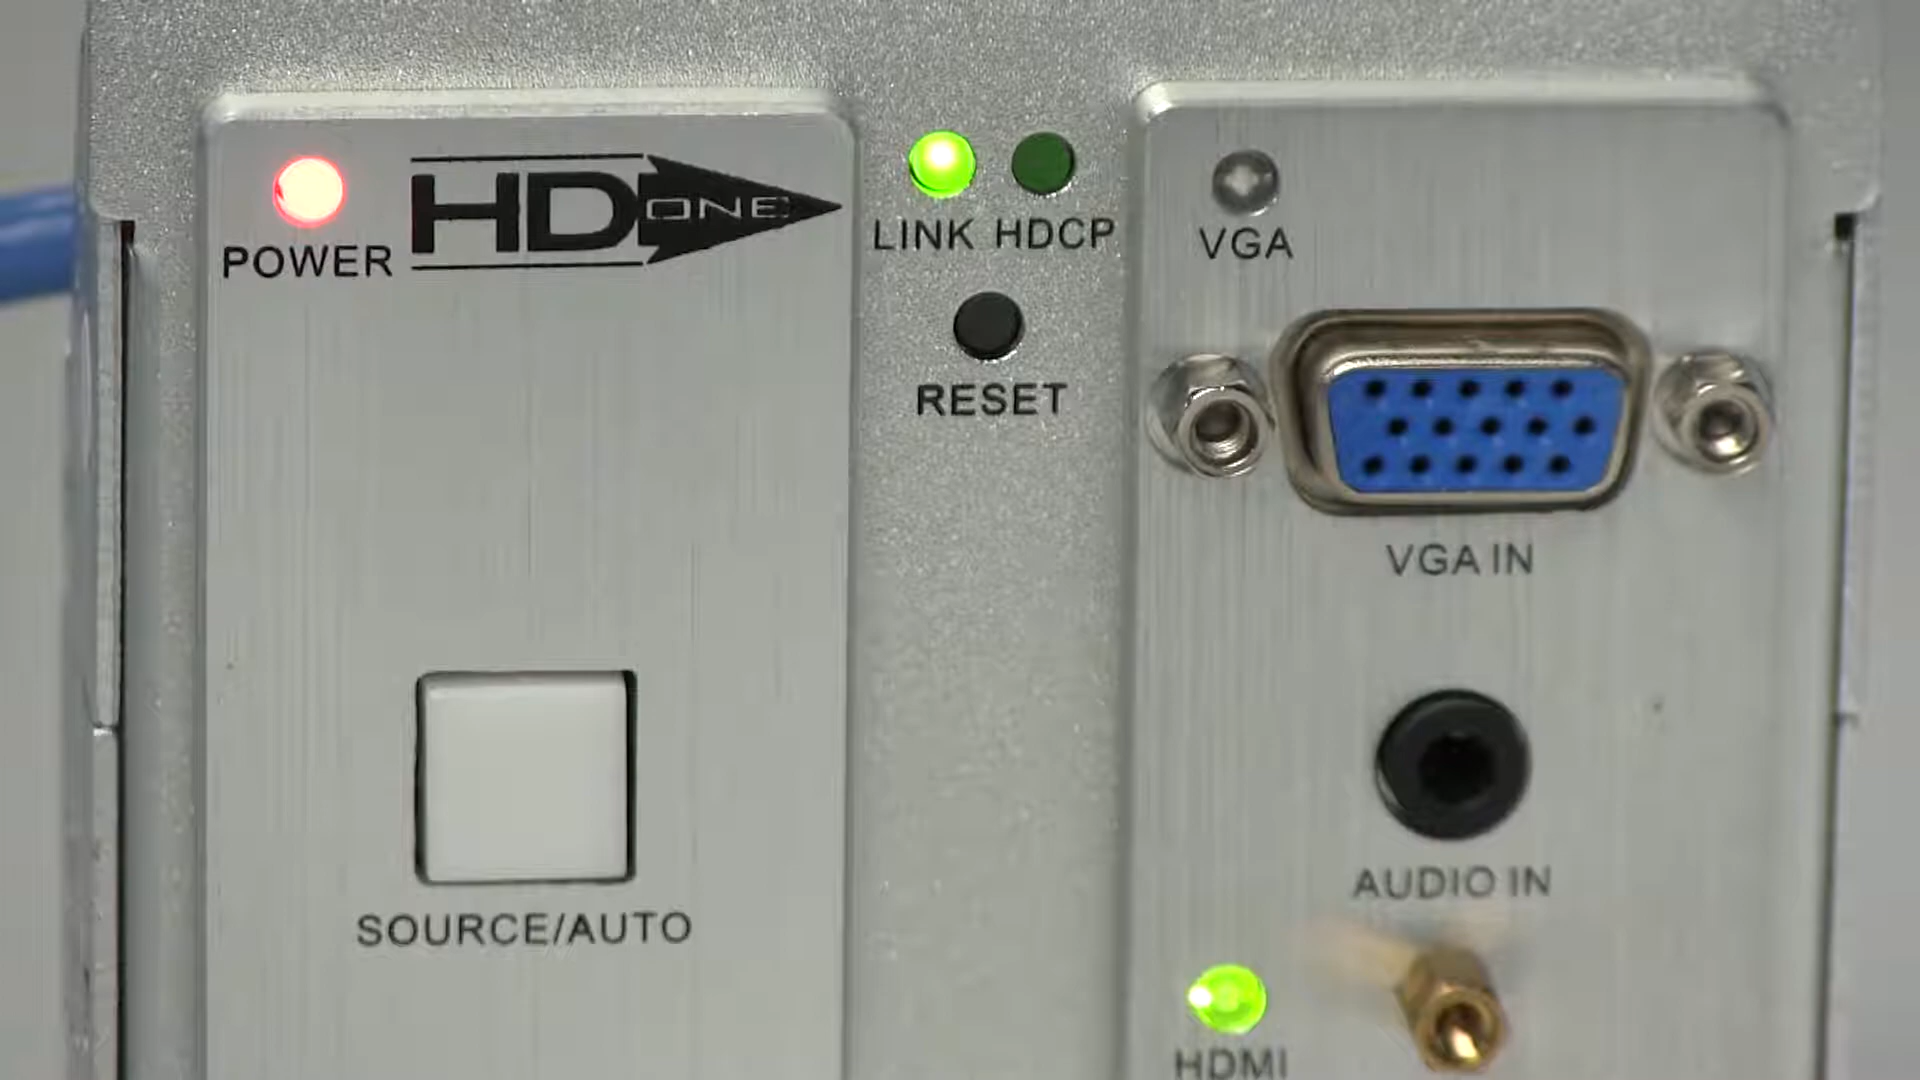 POWER
HD ONE
LINK HDCP
RESET
VGA
VGA IN
AUDIO IN
SOURCE/AUTO
HDMI